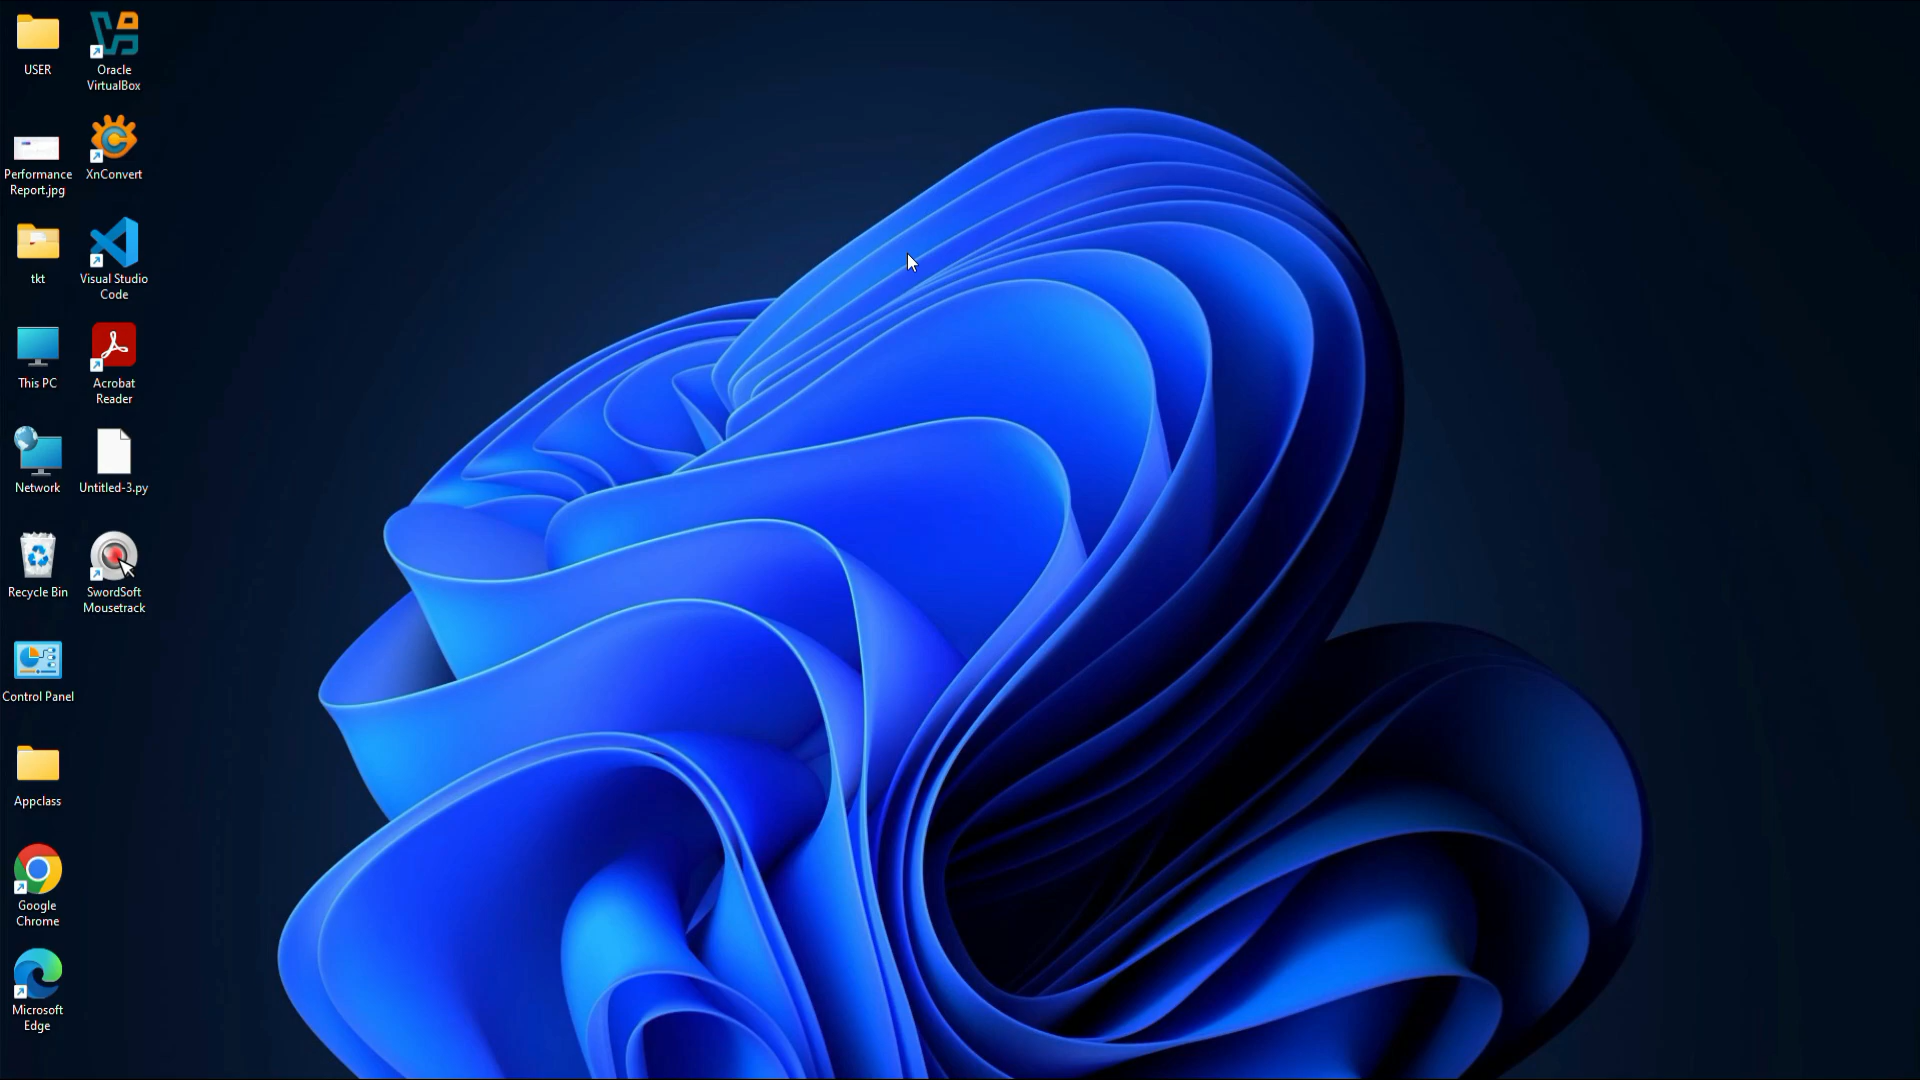 USER
Performance
Report.jpg
tkt
This PC
Network
Recycle Bin
Control Panel
Appclass
Google
Chrome
Microsoft
Edge
Oracle
VirtualBox
XnConvert
Visual Studio
Code
Acrobat
Reader
Untitled-3.py
SwordSoft
Mousetrack